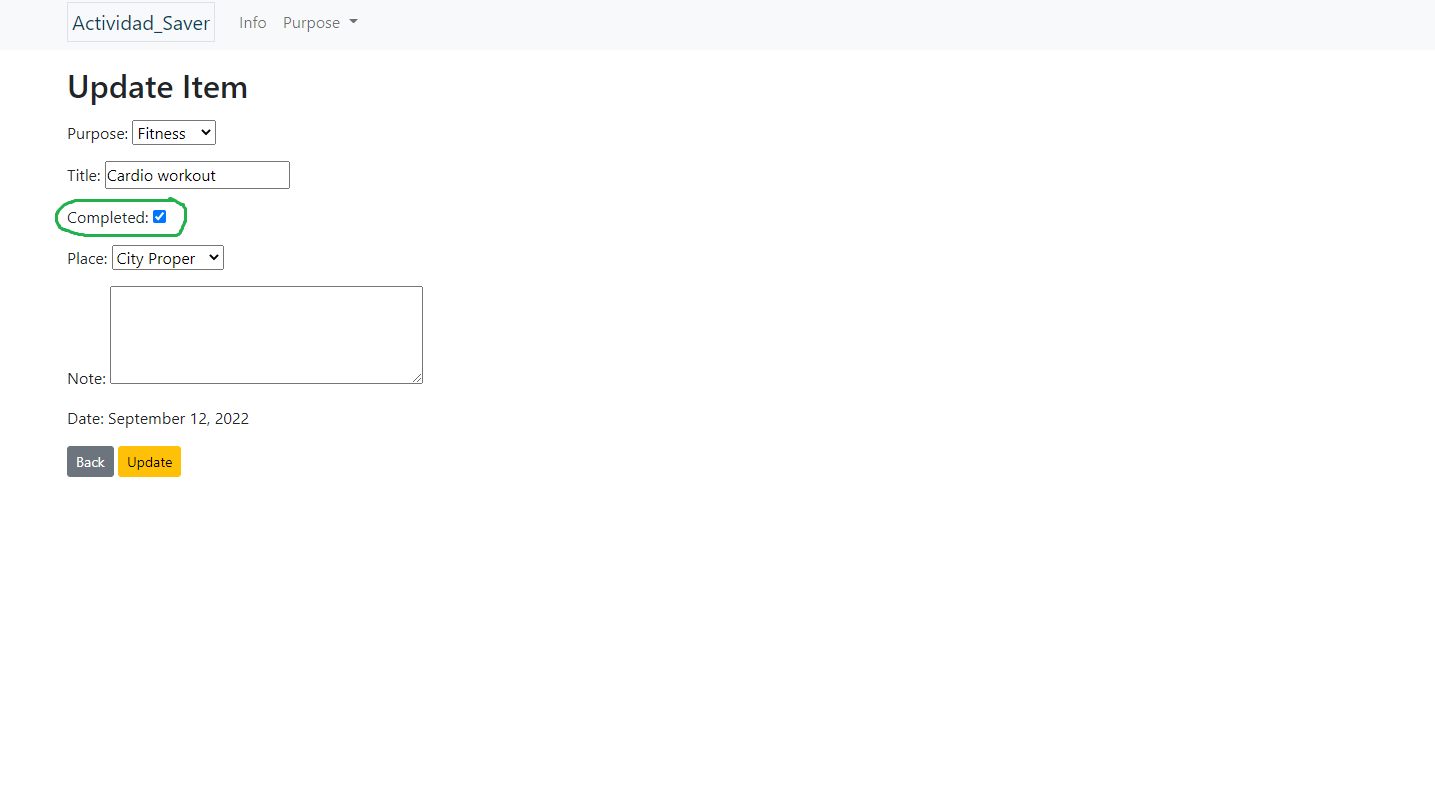 Actividad_Saver Info Purpose
Update Item
Purpose: Fitness
Title: Cardio workout
Completed:
Place: City Proper
Note:
Date: September 12, 2022
Back Update